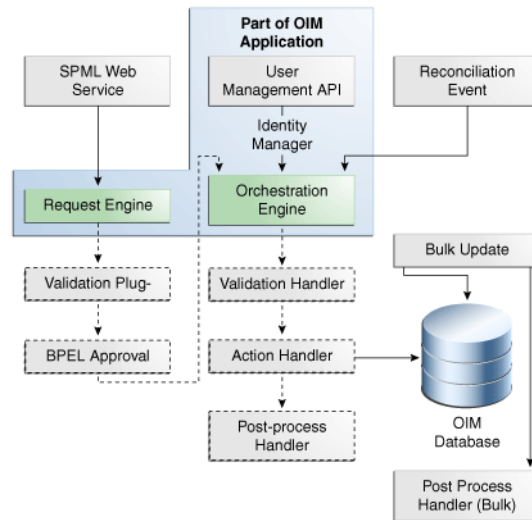 Part of OIM
Application
SPML Web
Service
User
Management API
Reconciliation
Event
Identity
Manager
Request Engine
Orchestration
Engine
Bulk Update
Validation Plug-
Validation Handler
BPEL Approval
Action Handler
Post-process
Handler
OIM
Database
Post Process
Handler (Bulk)